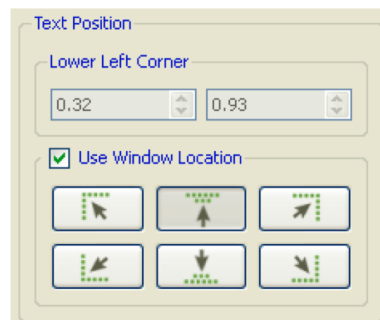 Text Position
Lower Left Corner
0.32 0.93
Use Window Location